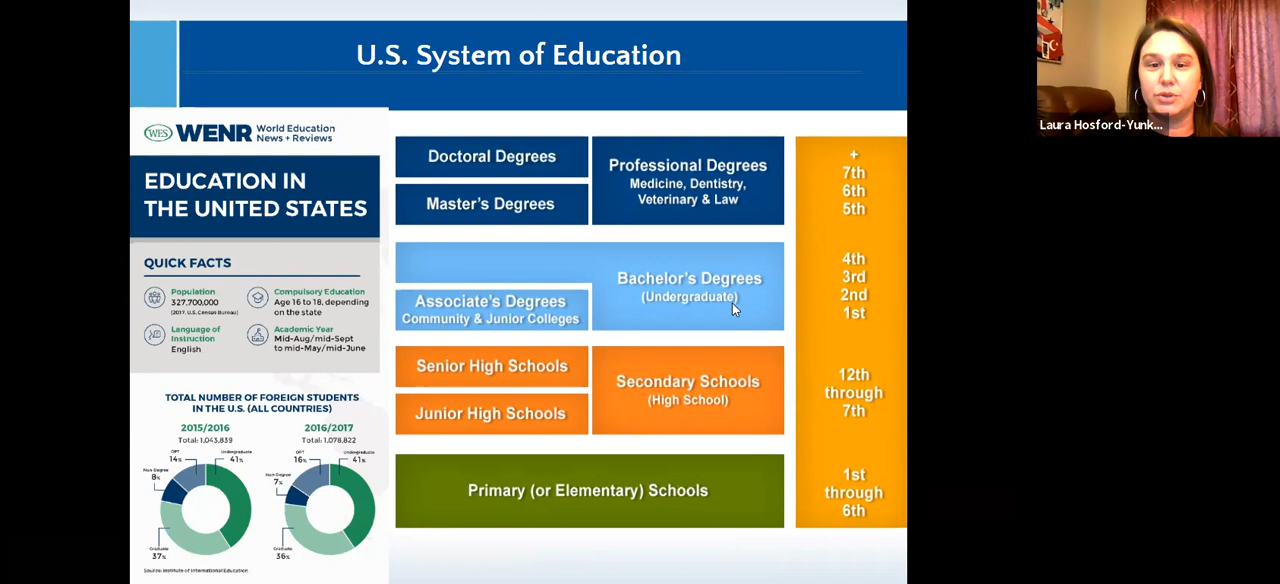 U.S. System of Education
Laura Hosford-Yunk...
WES WENR World Education
News + Reviews
EDUCATION IN
THE UNITED STATES
QUICK FACTS
Population
327,700,000
(2017, U.S. Census Bureau)
Compulsory Education
Age 16 to 18, depending
on the state
Language of
Instruction
English
Academic Year
Mid-Aug/mid-Sept
to mid-May/mid-June
TOTAL NUMBER OF FOREIGN STUDENTS
IN THE U.S. (ALL COUNTRIES)
2015/2016
Total: 1,043,839
OPT
14%
Undergraduate
41%
Non-Degree
8%
Graduate
37%
2016/2017
Total: 1,078,822
OPT
16%
Undergraduate
41%
Non-Degree
7%
Graduate
36%
Source: Institute of International Education
Doctoral Degrees
Master's Degrees
Professional Degrees
Medicine, Dentistry,
Veterinary & Law
+
7th
6th
5th
Associate's Degrees
Community & Junior Colleges
Bachelor's Degrees
(Undergraduate)
4th
3rd
2nd
1st
Senior High Schools
Junior High Schools
Secondary Schools
(High School)
12th
through
7th
Primary (or Elementary) Schools
1st
through
6th